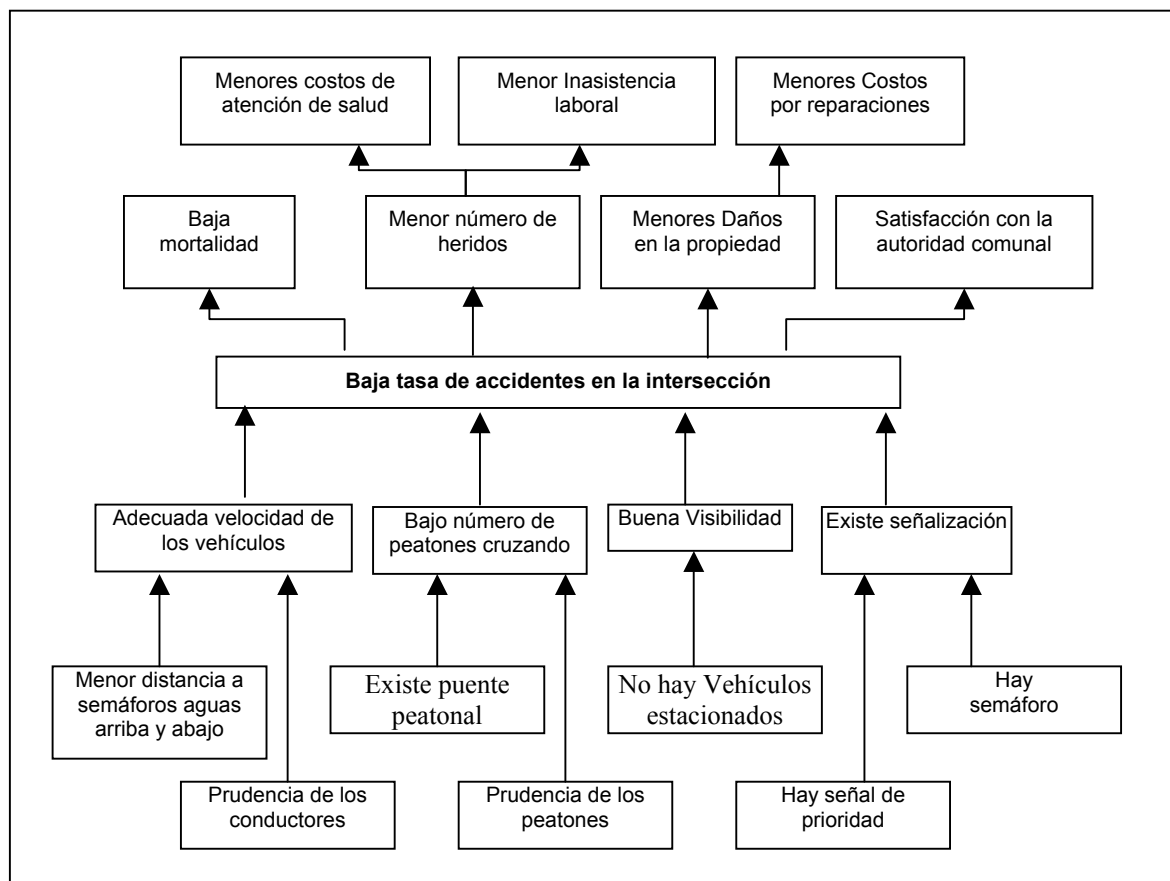 Menores costos de
atención de salud
Menor Inasistencia
laboral
Menores Costos
por reparaciones
Baja
mortalidad
Menor número de
heridos
Menores Daños
en la propiedad
Satisfacción con la
autoridad comunal
Baja tasa de accidentes en la intersección
Adecuada velocidad de
los vehículos
Bajo número de
peatones cruzando
Buena Visibilidad
Existe señalización
Menor distancia a
semáforos aguas
arriba y abajo
Existe puente
peatonal
No hay Vehículos
estacionados
Hay
semáforo
Prudencia de los
conductores
Prudencia de los
peatones
Hay señal de
prioridad